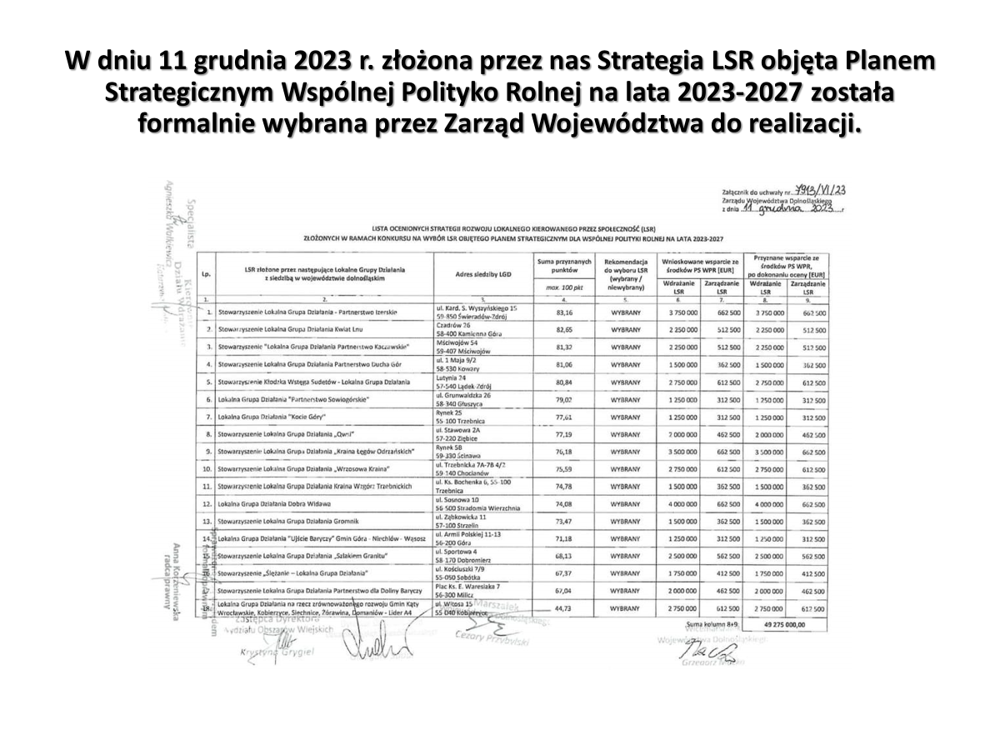 W dniu 11 grudnia 2023 r. złożona przez nas Strategia LSR objęta Planem
Strategicznym Wspólnej Polityko Rolnej na lata 2023-2027 została
formalnie wybrana przez Zarząd Województwa do realizacji.
Załącznik do uchwały nr 7913/VI/23
Zarządu Województwa Dolnośląskiego
z dnia 11 grudnia 2023 r
LISTA OCENIONYCH STRATEGII ROZWOJU LOKALNEGO KIEROWANEGO PRZEZ SPOŁECZNOŚĆ (LSR)
ZŁOŻONYCH W RAMACH KONKURSU NA WYBÓR LSR OBJĘTEGO PLANEM STRATEGICZNYM DLA WSPÓLNEJ POLITYKI ROLNEJ NA LATA 2023-2027
Lp. LSR złożone przez następujące Lokalne Grupy Działania z siedzibą w województwie dolnośląskim Adres siedziby LGD Suma przyznanych punktów max. 100 pkt Rekomendacja do wyboru LSR (wybrany / niewybrany) Wnioskowane wsparcie ze środków PS WPR [EUR] Przyznane wsparcie ze środków PS WPR, po dokonaniu oceny [EUR]
Wdrażanie LSR Zarządzanie LSR Wdrażanie LSR Zarządzanie LSR
1. 2. 3. 4. 5. 6. 7. 8. 9.
1. Stowarzyszenie Lokalna Grupa Działania - Partnerstwo Izerskie ul. Kard. S. Wyszyńskiego 15 59-850 Świeradów-Zdrój 83,16 WYBRANY 3 750 000 662 500 3 750 000 662 500
2. Stowarzyszenie Lokalna Grupa Działania Kwiat Lnu Czadrów 26 58-400 Kamienna Góra 82,65 WYBRANY 2 250 000 512 500 2 250 000 512 500
3. Stowarzyszenie "Lokalna Grupa Działania Partnerstwo Kaczawskie" Mściwojów 54 59-407 Mściwojów 81,32 WYBRANY 2 250 000 512 500 2 250 000 512 500
4. Stowarzyszenie Lokalna Grupa Działania Partnerstwo Ducha Gór ul. 1 Maja 9/2 58-530 Kowary 81,06 WYBRANY 1 500 000 362 500 1 500 000 362 500
5. Stowarzyszenie Kłodzka Wstęga Sudetów - Lokalna Grupa Działania Lutynia 24 57-540 Lądek-Zdrój 80,84 WYBRANY 2 750 000 612 500 2 750 000 612 500
6. Lokalna Grupa Działania "Partnerstwo Sowiogórskie" ul. Grunwaldzka 26 58-340 Głuszyca 79,02 WYBRANY 1 250 000 312 500 1 250 000 312 500
7. Lokalna Grupa Działania "Kocie Góry" Rynek 25 55-100 Trzebnica 77,61 WYBRANY 1 250 000 312 500 1 250 000 312 500
8. Stowarzyszenie Lokalna Grupa Działania „Qwsi" ul. Stawowa 2A 57-220 Ziębice 77,19 WYBRANY 2 000 000 462 500 2 000 000 462 500
9. Stowarzyszenie Lokalna Grupa Działania „Kraina Łęgów Odrzańskich" Rynek 5B 59-330 Ścinawa 76,18 WYBRANY 3 500 000 662 500 3 500 000 662 500
10. Stowarzyszenie Lokalna Grupa Działania „Wrzosowa Kraina" ul. Trzebnicka 7A-7B 4/2 59-140 Chocianów 75,59 WYBRANY 2 750 000 612 500 2 750 000 612 500
11. Stowarzyszenie Lokalna Grupa Działania Kraina Wzgórz Trzebnickich ul. Ks. Bochenka 6, 55-100 Trzebnica 74,78 WYBRANY 1 500 000 362 500 1 500 000 362 500
12. Lokalna Grupa Działania Dobra Widawa ul. Sosnowa 10 56-500 Stradomia Wierzchnia 74,08 WYBRANY 4 000 000 662 500 4 000 000 662 500
13. Stowarzyszenie Lokalna Grupa Działania Gromnik ul. Ząbkowicka 11 57-100 Strzelin 73,47 WYBRANY 1 500 000 362 500 1 500 000 362 500
14. Lokalna Grupa Działania "Ujście Baryczy" Gmin Góra - Niechlów - Wąsosz ul. Armii Polskiej 11-13 56-200 Góra 71,18 WYBRANY 1 250 000 312 500 1 250 000 312 500
15. Stowarzyszenie Lokalna Grupa Działania „Szlakiem Granitu" ul. Sportowa 4 58-170 Dobromierz 68,13 WYBRANY 2 500 000 562 500 2 500 000 562 500
16. Stowarzyszenie „Ślężanie – Lokalna Grupa Działania" ul. Kościuszki 7/9 55-050 Sobótka 67,37 WYBRANY 1 750 000 412 500 1 750 000 412 500
17. Stowarzyszenie Lokalna Grupa Działania Partnerstwo dla Doliny Baryczy Plac Ks. E. Waresiaka 7 56-300 Milicz 67,04 WYBRANY 2 000 000 462 500 2 000 000 462 500
18. Lokalna Grupa Działania na rzecz zrównoważonego rozwoju Gmin Kąty Wrocławskie, Kobierzyce, Siechnice, Żórawina, Domaniów - Lider A4 ul. Witosa 15 55-040 Kobierzyce 44,73 WYBRANY 2 750 000 612 500 2 750 000 612 500
Suma kolumn 8+9: 49 275 000,00
Specjalista
Agnieszka Walkiewicz
Kierownik
Działu Wdrażania
Anna Korzeniewska
radca prawny
Zastępca Dyrektora
Wydziału Obszarów Wiejskich
Krystyna Grygiel
Marszałek
Cezary Przybylski
Województwa Dolnośląskiego
Grzegorz